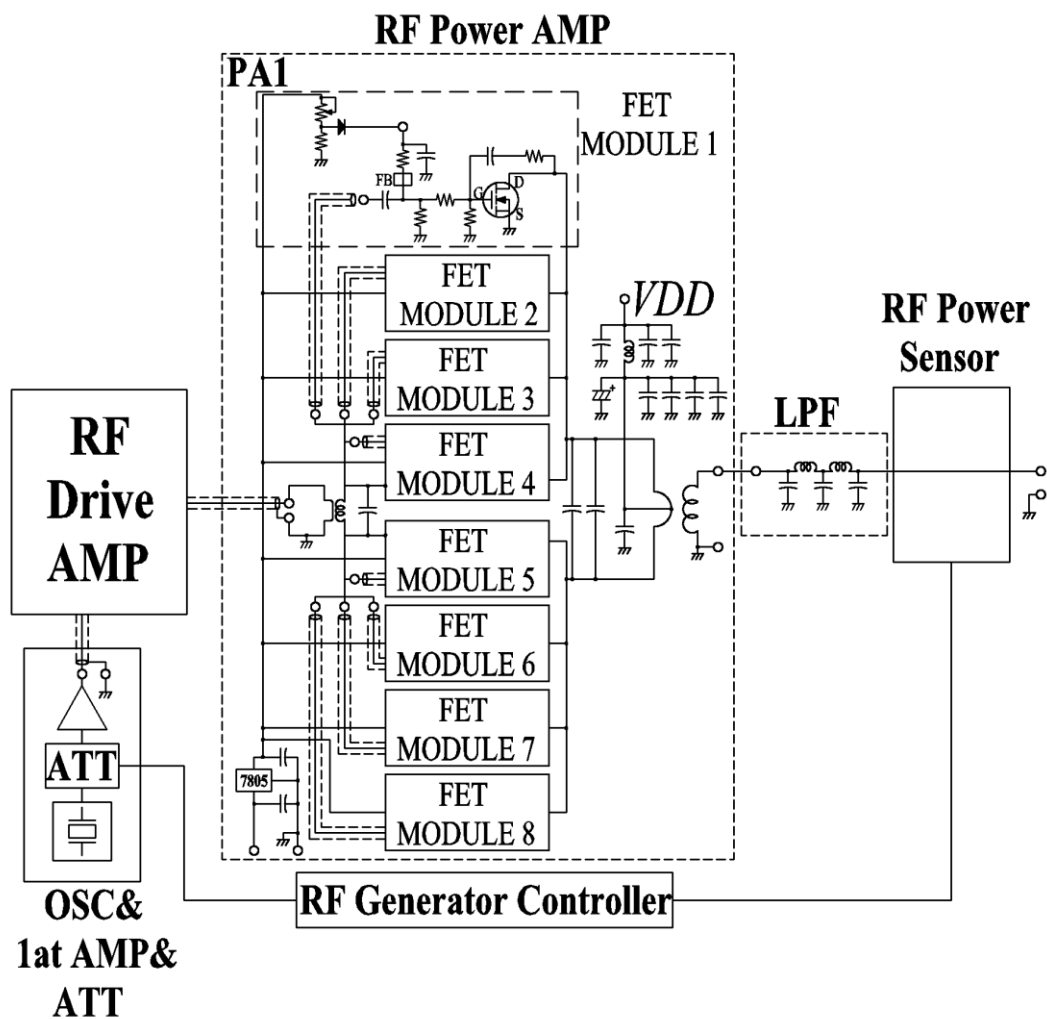 RF Power AMP
PA1
FET
MODULE 1
FB
G
D
S
FET
MODULE 2
VDD
+
RF Power
Sensor
FET
MODULE 3
LPF
RF
Drive
AMP
FET
MODULE 4
FET
MODULE 5
FET
MODULE 6
FET
MODULE 7
ATT
7805
FET
MODULE 8
RF Generator Controller
OSC&
1at AMP&
ATT